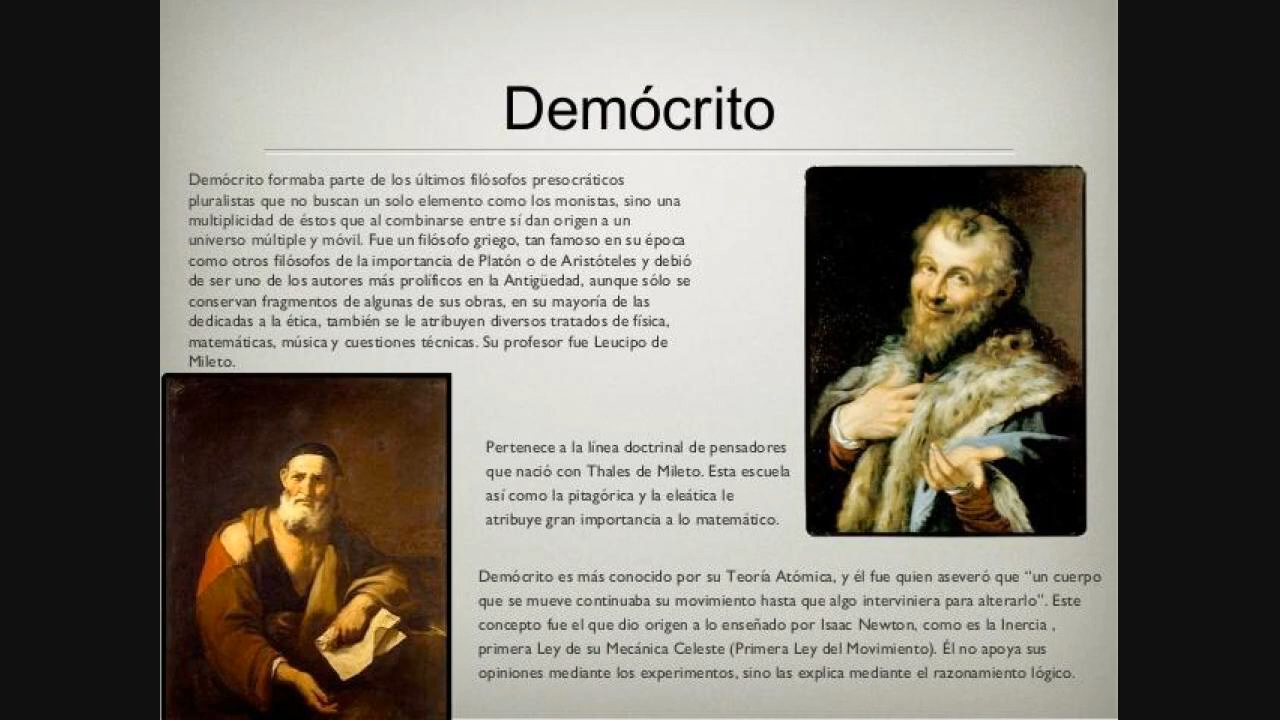 Demócrito
Demócrito formaba parte de los últimos filósofos presocráticos
pluralistas que no buscan un solo elemento como los monistas, sino una
multiplicidad de éstos que al combinarse entre sí dan origen a un
universo múltiple y móvil. Fue un filósofo griego, tan famoso en su época
como otros filósofos de la importancia de Platón o de Aristóteles y debió
de ser uno de los autores más prolíficos en la Antigüedad, aunque sólo se
conservan fragmentos de algunas de sus obras, en su mayoría de las
dedicadas a la ética, también se le atribuyen diversos tratados de física,
matemáticas, música y cuestiones técnicas. Su profesor fue Leucipo de
Mileto.
Pertenece a la línea doctrinal de pensadores
que nació con Thales de Mileto. Esta escuela
así como la pitagórica y la eleática le
atribuye gran importancia a lo matemático.
Demócrito es más conocido por su Teoría Atómica, y él fue quien aseveró que “un cuerpo
que se mueve continuaba su movimiento hasta que algo interviniera para alterarlo”. Este
concepto fue el que dio origen a lo enseñado por Isaac Newton, como es la Inercia ,
primera Ley de su Mecánica Celeste (Primera Ley del Movimiento). Él no apoya sus
opiniones mediante los experimentos, sino las explica mediante el razonamiento lógico.